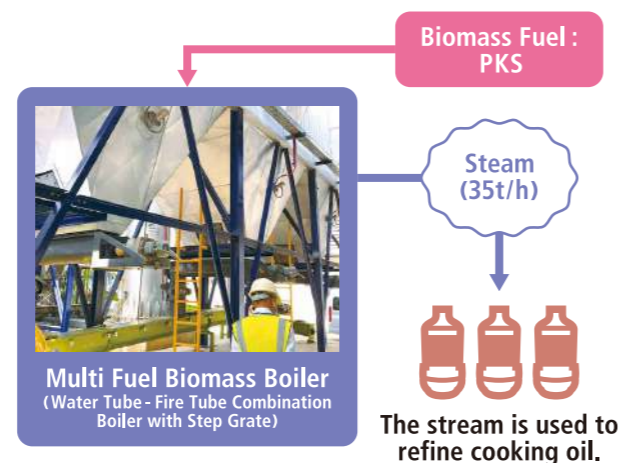 Biomass Fuel :
PKS
Steam
(35t/h)
Multi Fuel Biomass Boiler
(Water Tube - Fire Tube Combination
Boiler with Step Grate)
The stream is used to
refine cooking oil.